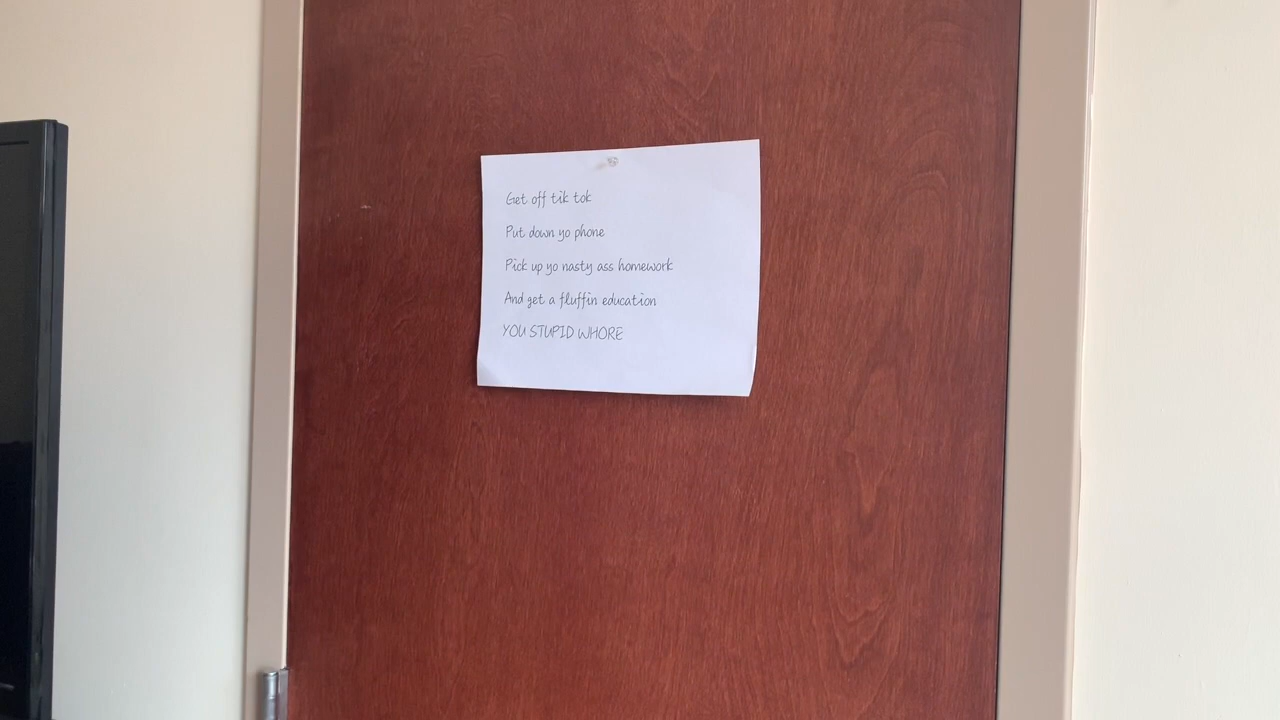 Get off tik tok
Put down yo phone
Pick up yo nasty ass homework
And get a fluffin education
YOU STUPID WHORE